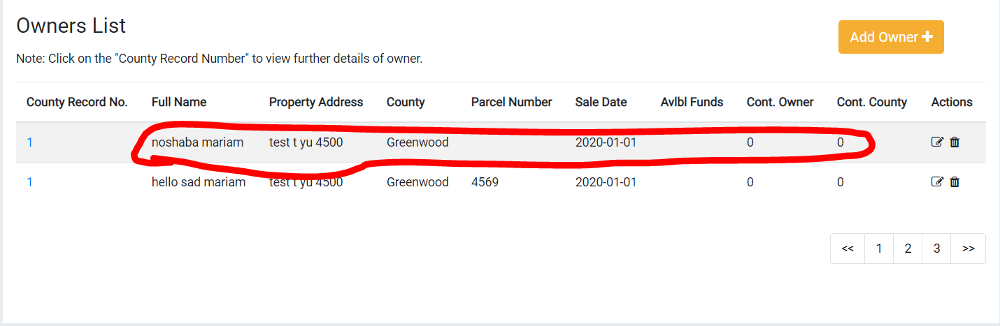 Owners List
Add Owner +
Note: Click on the "County Record Number" to view further details of owner.
County Record No. Full Name Property Address County Parcel Number Sale Date Avlbl Funds Cont. Owner Cont. County Actions
1 noshaba mariam test t yu 4500 Greenwood 2020-01-01 0 0
1 hello sad mariam test t yu 4500 Greenwood 4569 2020-01-01 0 0
<< 1 2 3 >>